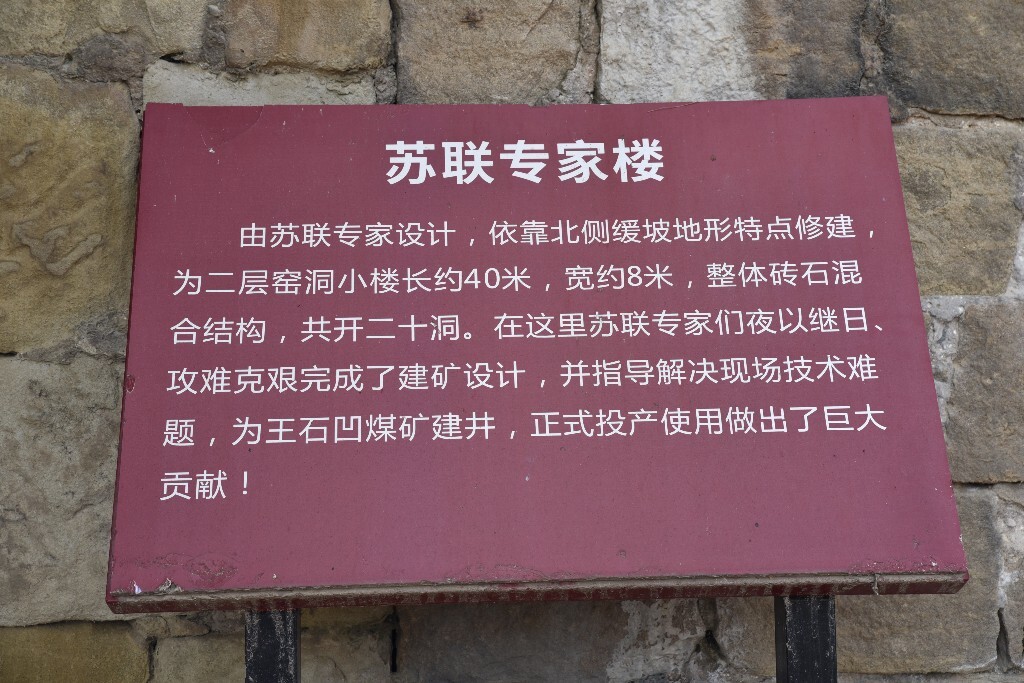 苏联专家楼
由苏联专家设计，依靠北侧缓坡地形特点修建，
为二层窑洞小楼长约40米，宽约8米，整体砖石混
合结构，共开二十洞。在这里苏联专家们夜以继日、
攻难克艰完成了建矿设计，并指导解决现场技术难
题，为王石凹煤矿建井，正式投产使用做出了巨大
贡献！